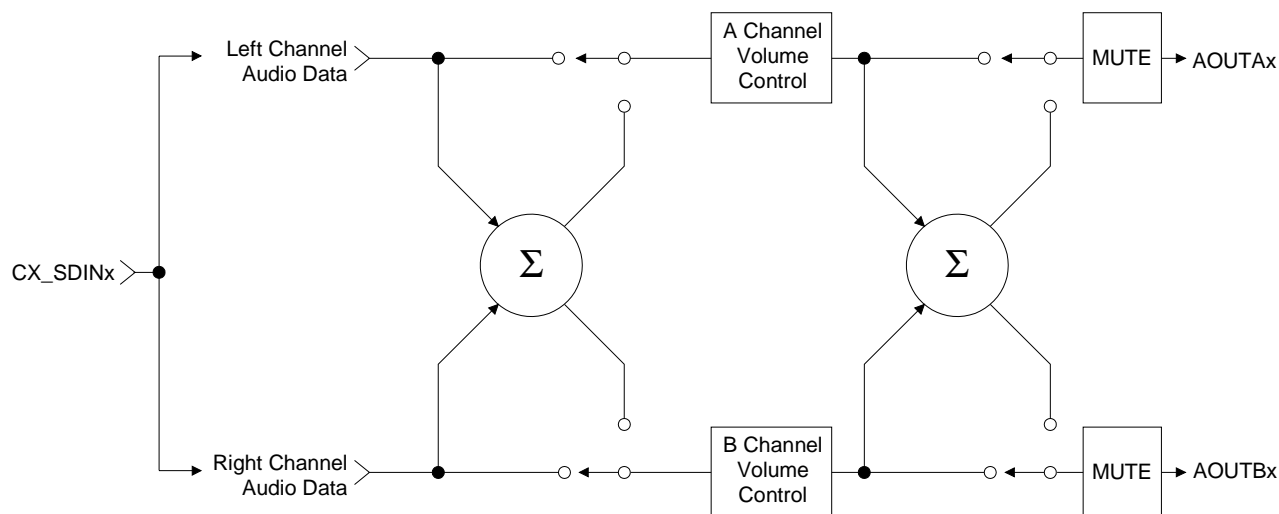 Left Channel
Audio Data
A Channel
Volume
Control
MUTE
AOUTAx
CX_SDINx
Σ
Σ
Right Channel
Audio Data
B Channel
Volume
Control
MUTE
AOUTBx